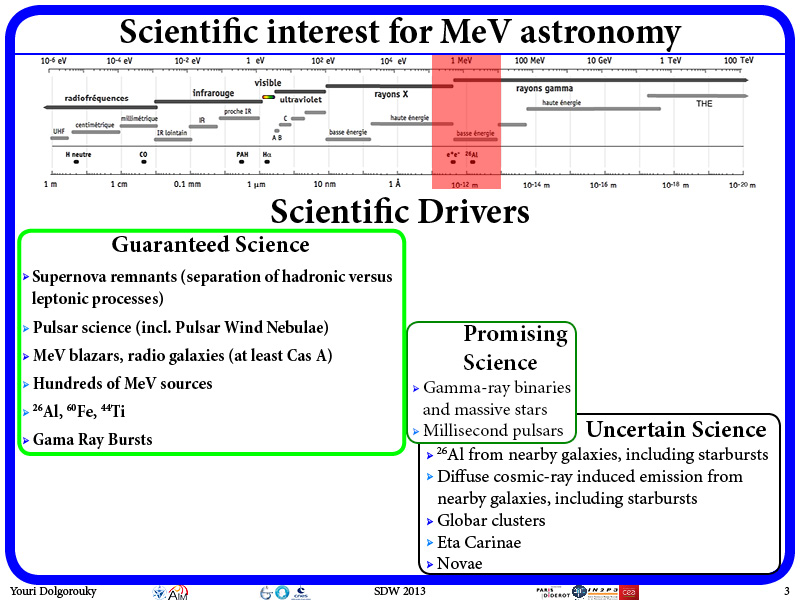 Scientific interest for MeV astronomy
10⁻⁶ eV 10⁻⁴ eV 10⁻² eV 1 eV 10² eV 10⁴ eV 1 MeV 100 MeV 10 GeV 1 TeV 100 TeV
visible
radiofréquences infrarouge ultraviolet rayons X rayons gamma
UHF centimétrique millimétrique IR lointain IR proche IR A B C basse énergie haute énergie basse énergie haute énergie THE
H neutre CO PAH Hα e⁺e⁻ ²⁶Al
1 m 1 cm 0.1 mm 1 μm 10 nm 1 Å 10⁻¹² m 10⁻¹⁴ m 10⁻¹⁶ m 10⁻¹⁸ m 10⁻²⁰ m
Scientific Drivers
Guaranteed Science
Supernova remnants (separation of hadronic versus
leptonic processes)
Pulsar science (incl. Pulsar Wind Nebulae)
MeV blazars, radio galaxies (at least Cas A)
Hundreds of MeV sources
²⁶Al, ⁶⁰Fe, ⁴⁴Ti
Gama Ray Bursts
Promising
Science
Gamma-ray binaries
and massive stars
Millisecond pulsars
Uncertain Science
²⁶Al from nearby galaxies, including starbursts
Diffuse cosmic-ray induced emission from
nearby galaxies, including starbursts
Globar clusters
Eta Carinae
Novae
Youri Dolgorouky AIM cnes SDW 2013 PARIS DIDEROT IN2P3 cea 3